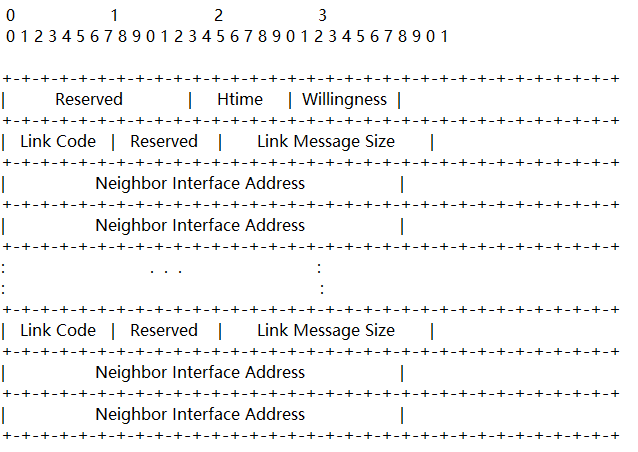 0 1 2 3
0 1 2 3 4 5 6 7 8 9 0 1 2 3 4 5 6 7 8 9 0 1 2 3 4 5 6 7 8 9 0 1
+-+-+-+-+-+-+-+-+-+-+-+-+-+-+-+-+-+-+-+-+-+-+-+-+-+-+-+-+-+-+-+-+
| Reserved | Htime | Willingness |
+-+-+-+-+-+-+-+-+-+-+-+-+-+-+-+-+-+-+-+-+-+-+-+-+-+-+-+-+-+-+-+-+
| Link Code | Reserved | Link Message Size |
+-+-+-+-+-+-+-+-+-+-+-+-+-+-+-+-+-+-+-+-+-+-+-+-+-+-+-+-+-+-+-+-+
| Neighbor Interface Address |
+-+-+-+-+-+-+-+-+-+-+-+-+-+-+-+-+-+-+-+-+-+-+-+-+-+-+-+-+-+-+-+-+
| Neighbor Interface Address |
+-+-+-+-+-+-+-+-+-+-+-+-+-+-+-+-+-+-+-+-+-+-+-+-+-+-+-+-+-+-+-+-+
: . . . :
: :
+-+-+-+-+-+-+-+-+-+-+-+-+-+-+-+-+-+-+-+-+-+-+-+-+-+-+-+-+-+-+-+-+
| Link Code | Reserved | Link Message Size |
+-+-+-+-+-+-+-+-+-+-+-+-+-+-+-+-+-+-+-+-+-+-+-+-+-+-+-+-+-+-+-+-+
| Neighbor Interface Address |
+-+-+-+-+-+-+-+-+-+-+-+-+-+-+-+-+-+-+-+-+-+-+-+-+-+-+-+-+-+-+-+-+
| Neighbor Interface Address |
+-+-+-+-+-+-+-+-+-+-+-+-+-+-+-+-+-+-+-+-+-+-+-+-+-+-+-+-+-+-+-+-+